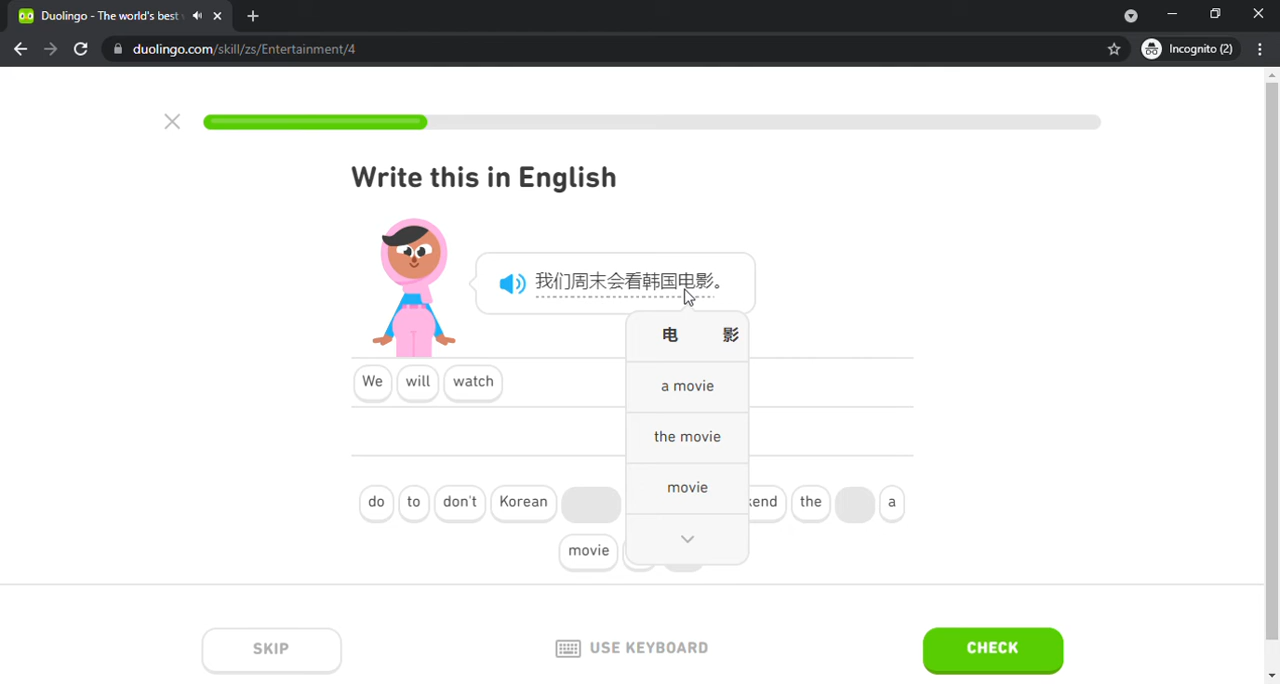 Duolingo - The world's best
duolingo.com/skill/zs/Entertainment/4
Incognito (2)
Write this in English
我们周末会看韩国电影。
电 影
a movie
the movie
movie
We will watch
do to don't Korean kend the a
movie
SKIP
USE KEYBOARD
CHECK